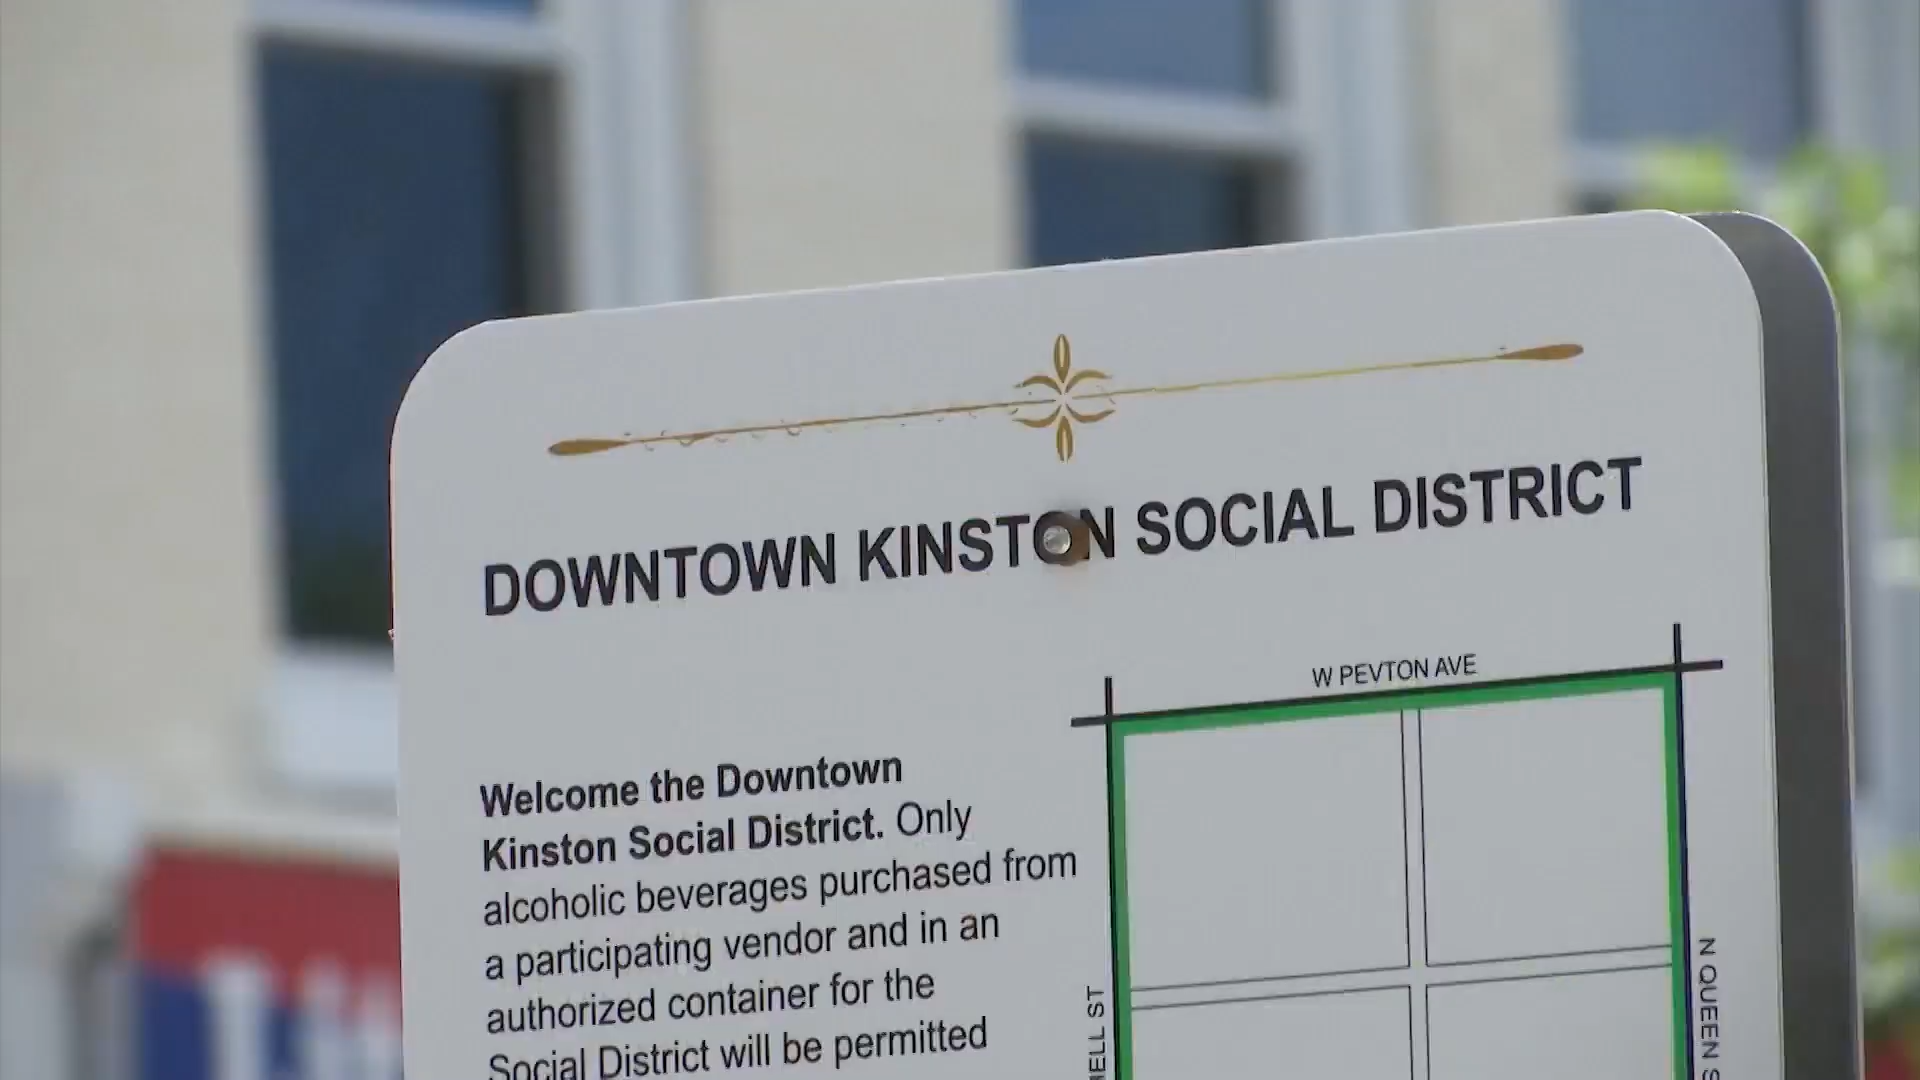 DOWNTOWN KINSTON SOCIAL DISTRICT
W PEVTON AVE
Welcome the Downtown
Kinston Social District. Only
alcoholic beverages purchased from
a participating vendor and in an
authorized container for the
Social District will be permitted
ST
N QUEEN